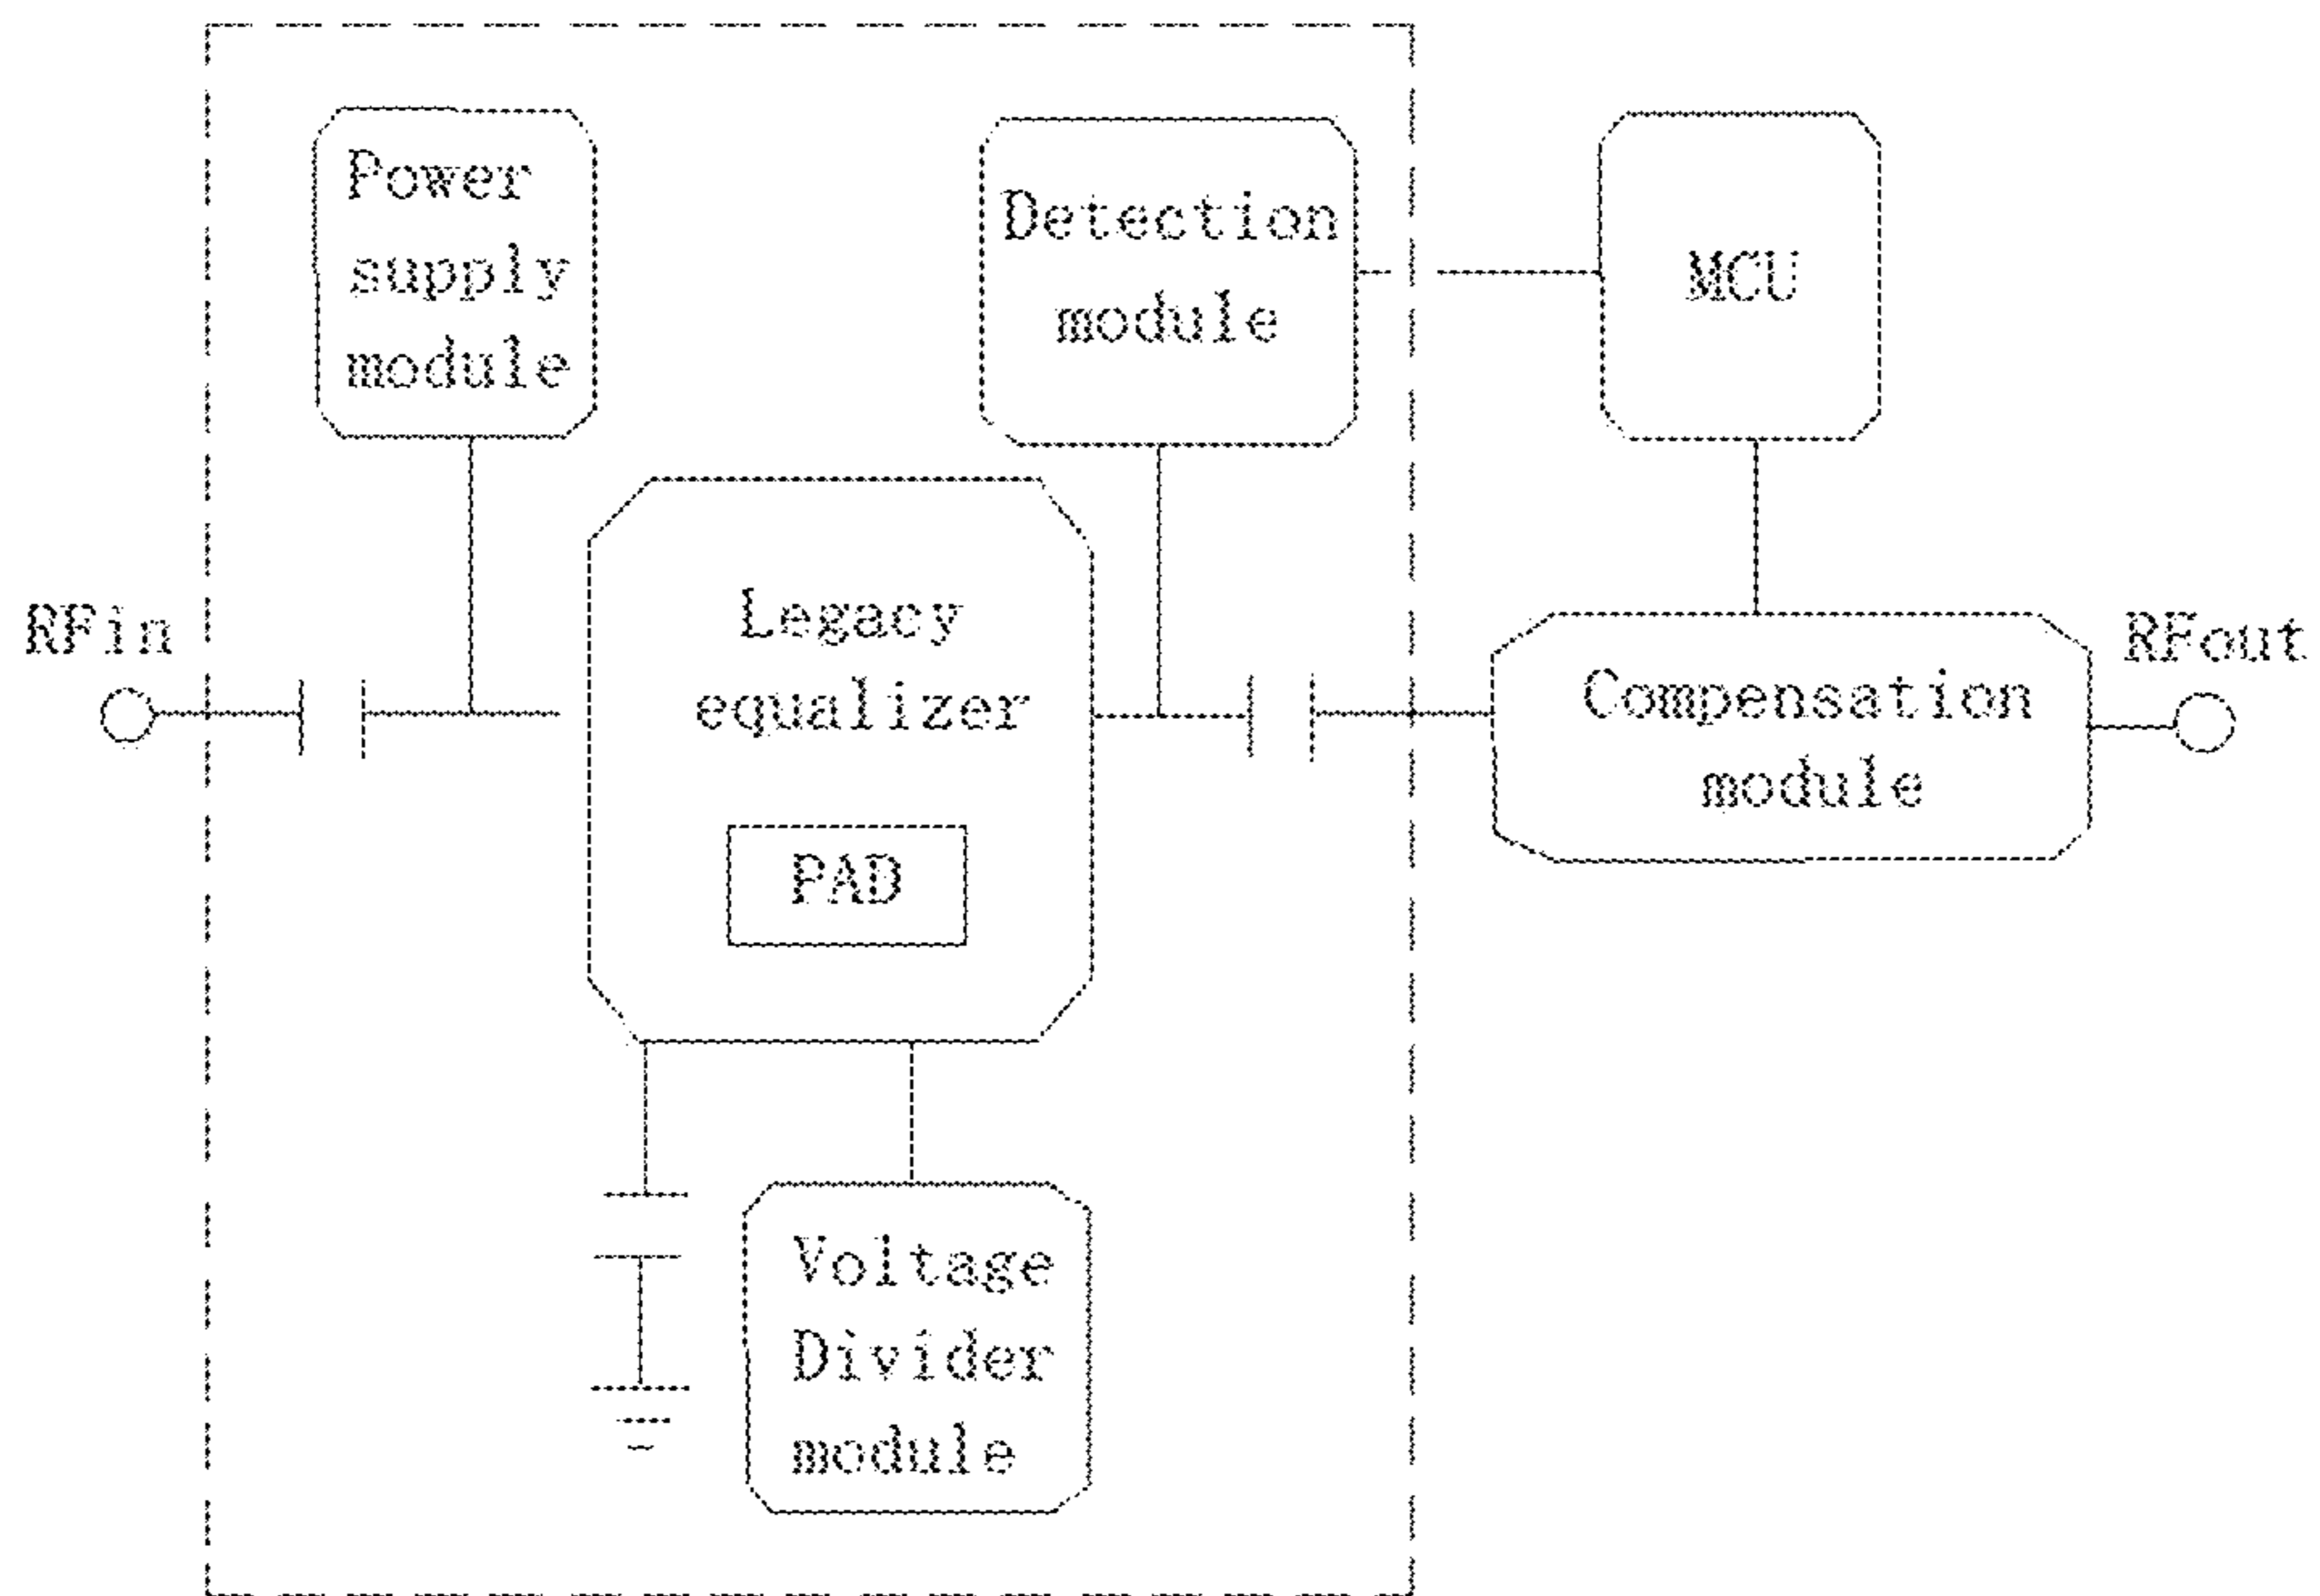 Power
supply
module
Detection
module
MCU
RFin
Legacy
equalizer
PAD
Compensation
module
RFout
Voltage
Divider
module